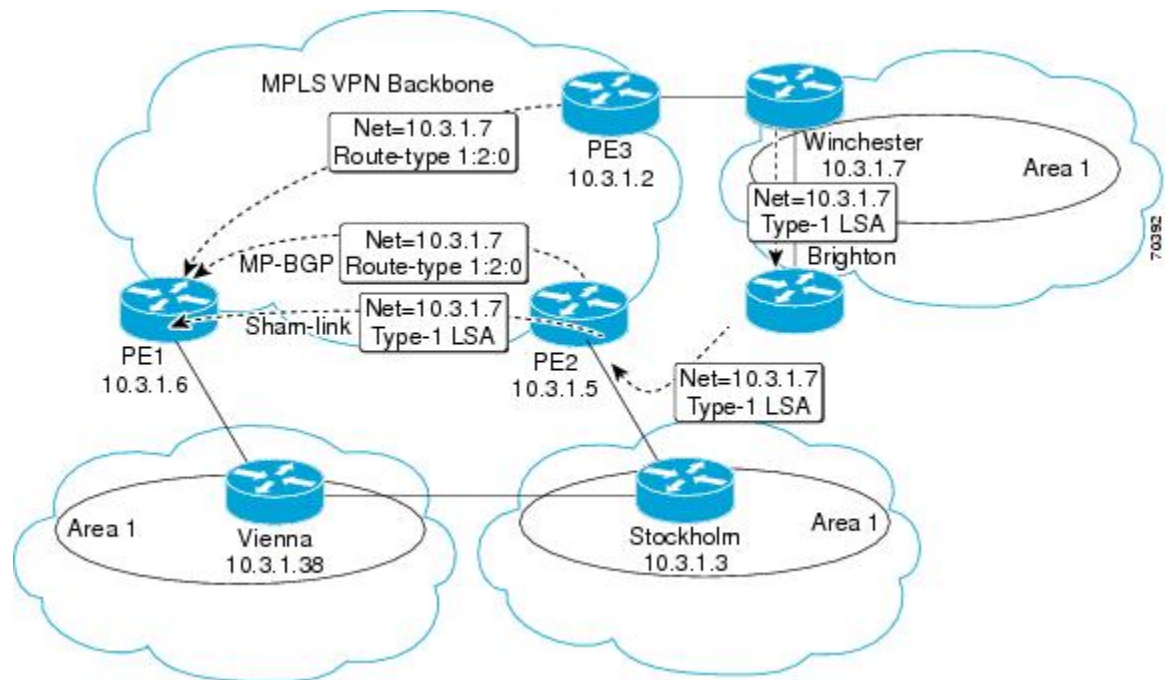 MPLS VPN Backbone
Net=10.3.1.7
Route-type 1:2:0
PE3
10.3.1.2
Winchester
10.3.1.7
Area 1
Net=10.3.1.7
Type-1 LSA
Brighton
70392
Net=10.3.1.7
Route-type 1:2:0
MP-BGP
Sham-link
Net=10.3.1.7
Type-1 LSA
PE1
10.3.1.6
PE2
10.3.1.5
Net=10.3.1.7
Type-1 LSA
Area 1
Vienna
10.3.1.38
Stockholm
10.3.1.3
Area 1